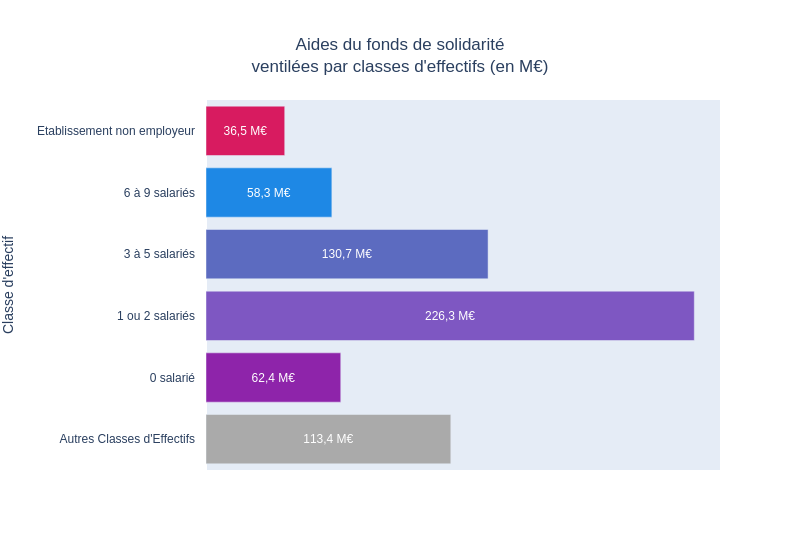 Aides du fonds de solidarité
ventilées par classes d'effectifs (en M€)
Classe d'effectif
Etablissement non employeur
36,5 M€
6 à 9 salariés
58,3 M€
3 à 5 salariés
130,7 M€
1 ou 2 salariés
226,3 M€
0 salarié
62,4 M€
Autres Classes d'Effectifs
113,4 M€